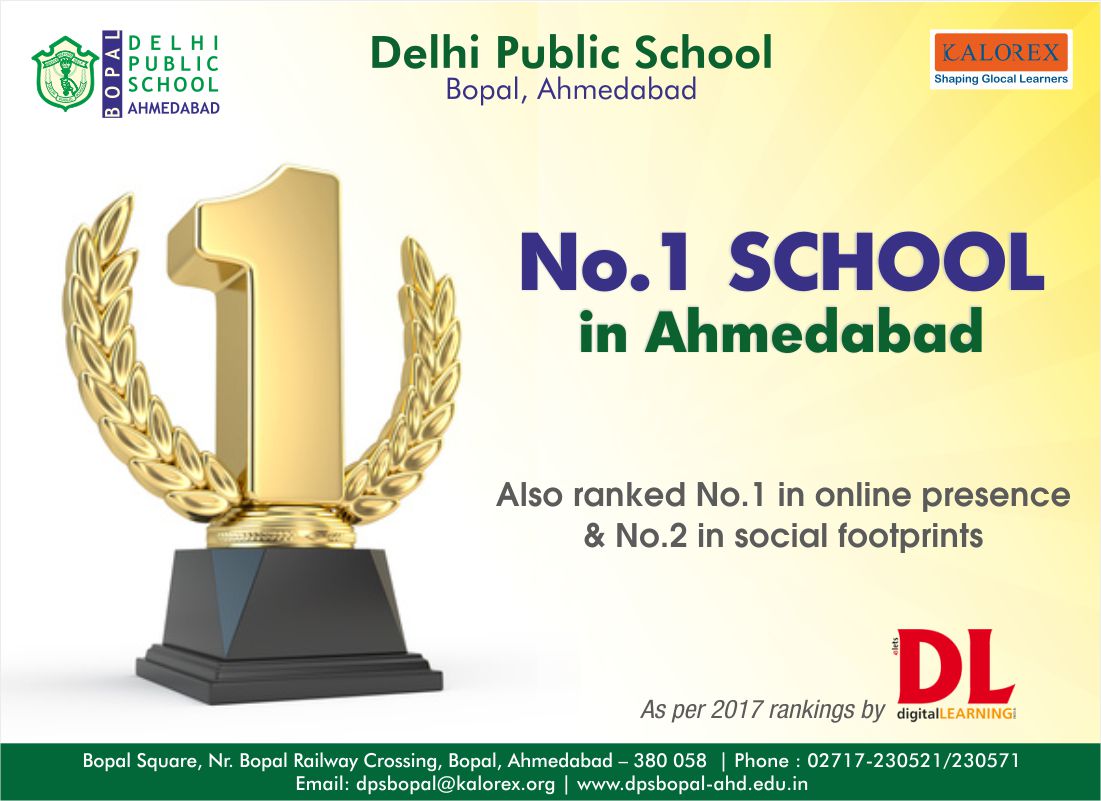 BOPAL
DELHI
PUBLIC
SCHOOL
AHMEDABAD
Delhi Public School
Bopal, Ahmedabad
KALOREX
Shaping Glocal Learners
1
No.1 SCHOOL
in Ahmedabad
Also ranked No.1 in online presence
& No.2 in social footprints
As per 2017 rankings by
elets
DL
digitalLEARNING
Bopal Square, Nr. Bopal Railway Crossing, Bopal, Ahmedabad – 380 058 | Phone : 02717-230521/230571
Email: dpsbopal@kalorex.org | www.dpsbopal-ahd.edu.in